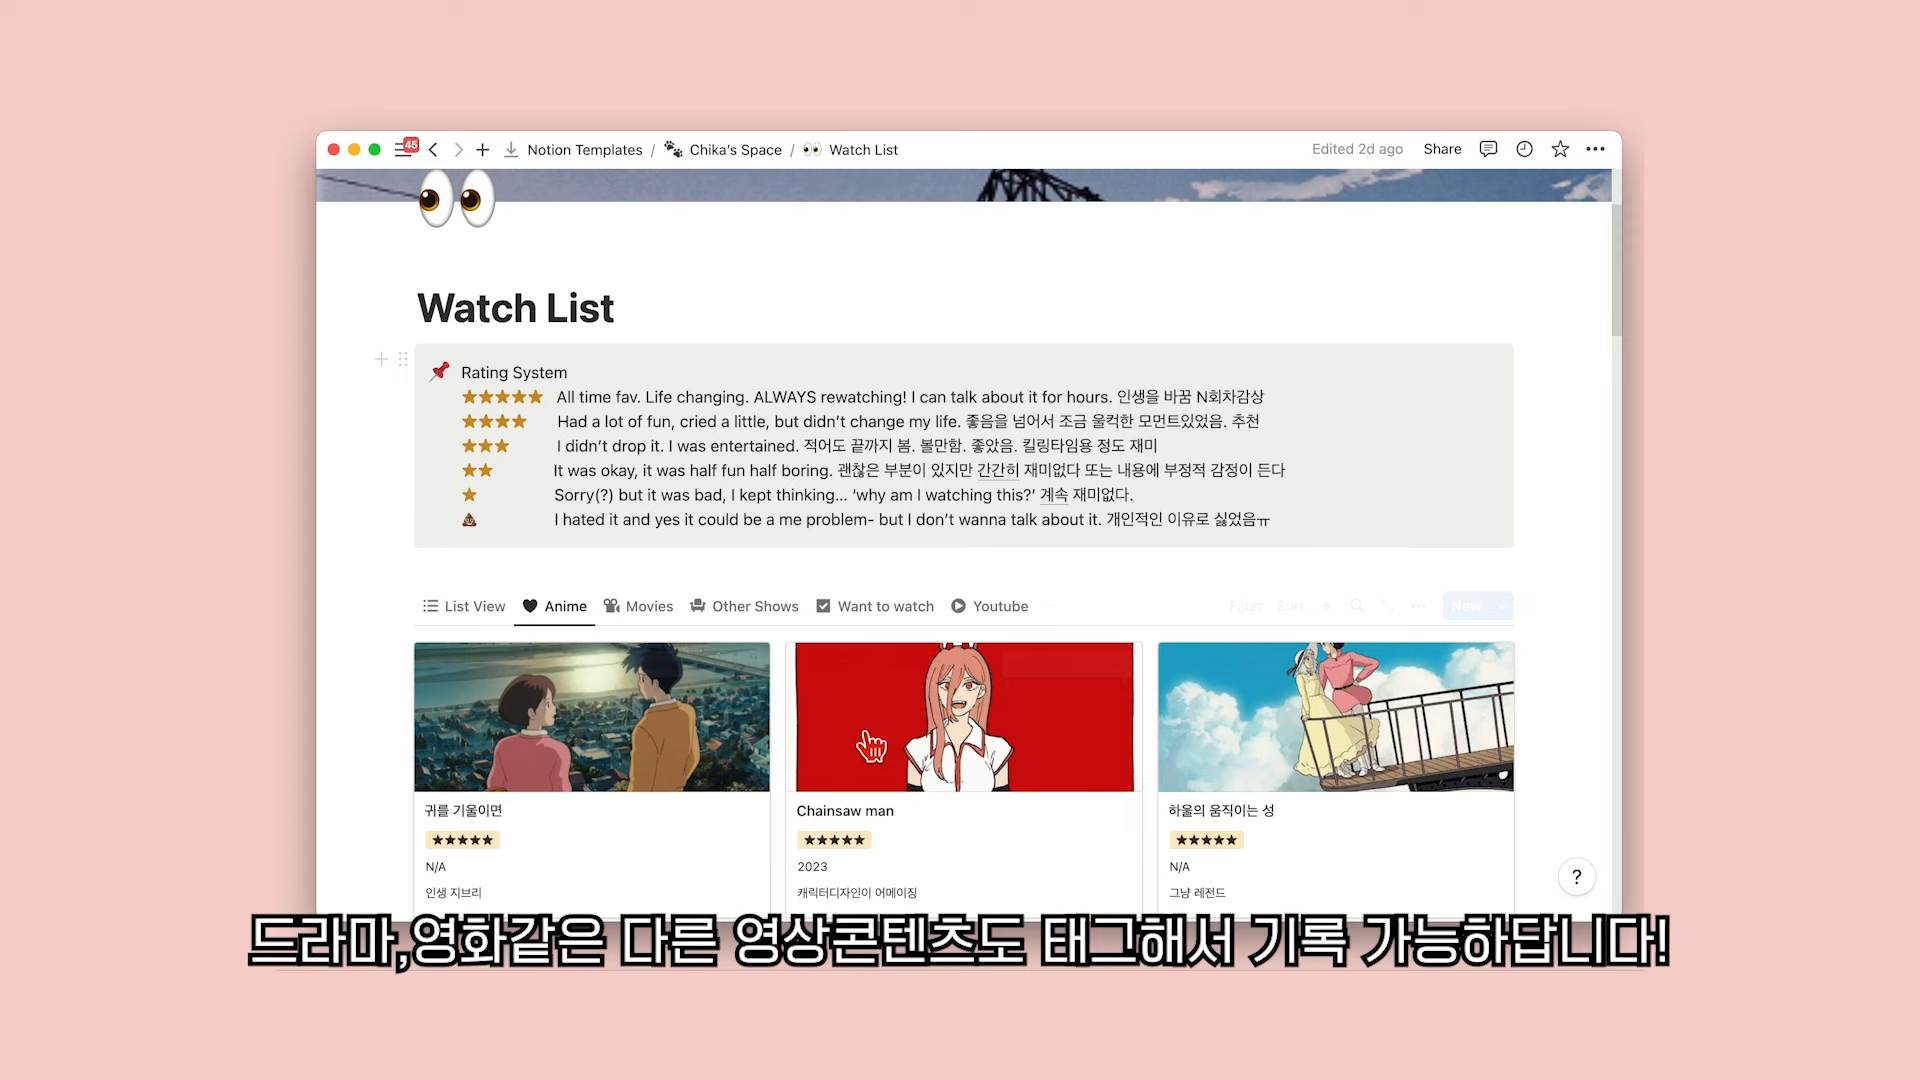 45
Notion Templates / Chika's Space / Watch List
Edited 2d ago Share
Watch List
Rating System
★★★★★ All time fav. Life changing. ALWAYS rewatching! I can talk about it for hours. 인생을 바꿈 N회차감상
★★★★ Had a lot of fun, cried a little, but didn't change my life. 좋음을 넘어서 조금 울컥한 모먼트있었음. 추천
★★★ I didn't drop it. I was entertained. 적어도 끝까지 봄. 볼만함. 좋았음. 킬링타임용 정도 재미
★★ It was okay, it was half fun half boring. 괜찮은 부분이 있지만 간간히 재미없다 또는 내용에 부정적 감정이 든다
★ Sorry(?) but it was bad, I kept thinking... 'why am I watching this?' 계속 재미없다.
I hated it and yes it could be a me problem- but I don't wanna talk about it. 개인적인 이유로 싫었음ㅠ
List View Anime Movies Other Shows Want to watch Youtube Filter Sort New
귀를 기울이면
★★★★★
N/A
인생 지브리
Chainsaw man
★★★★★
2023
캐릭터디자인이 어메이징
하울의 움직이는 성
★★★★★
N/A
그냥 레전드
?
드라마,영화같은 다른 영상콘텐츠도 태그해서 기록 가능하답니다!